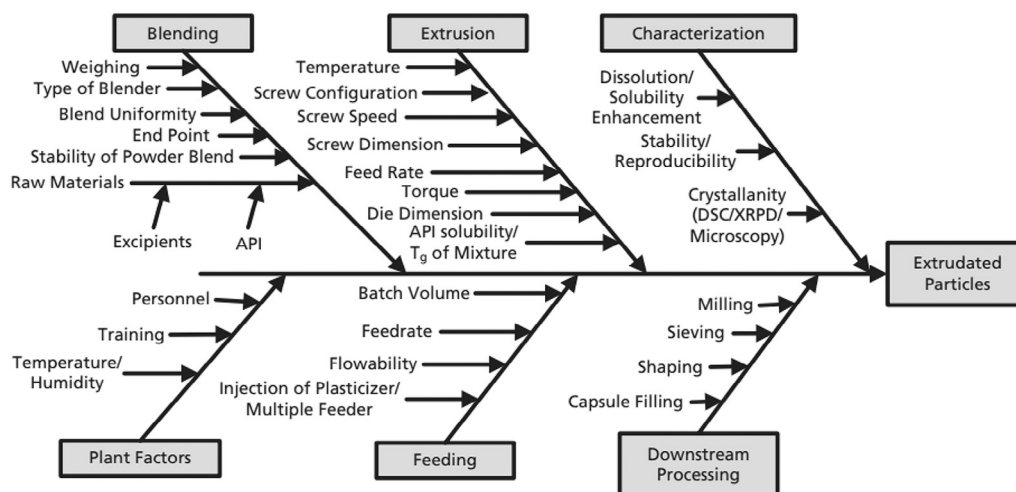 Blending
Weighing
Type of Blender
Blend Uniformity
End Point
Stability of Powder Blend
Raw Materials
Excipients
API
Extrusion
Temperature
Screw Configuration
Screw Speed
Screw Dimension
Feed Rate
Torque
Die Dimension
API solubility/
Tg of Mixture
Characterization
Dissolution/
Solubility
Enhancement
Stability/
Reproducibility
Crystallanity
(DSC/XRPD/
Microscopy)
Extrudated
Particles
Personnel
Training
Temperature/
Humidity
Plant Factors
Batch Volume
Feedrate
Flowability
Injection of Plasticizer/
Multiple Feeder
Feeding
Milling
Sieving
Shaping
Capsule Filling
Downstream
Processing